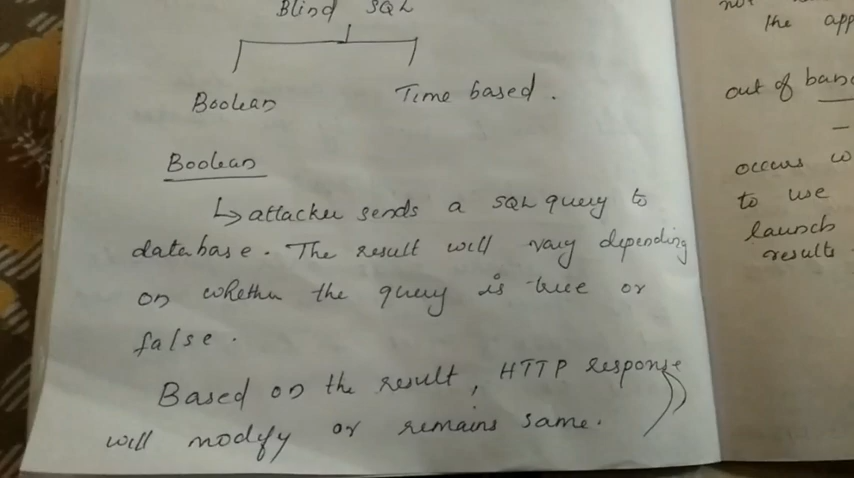 Blind SQL
Boolean
Time based.
Boolean
↳ attacker sends a SQL query to
database. The result will vary depending
on whether the query is true or
false.
Based on the result, HTTP Response
will modify or remains same.
not
the app
out of band
occurs w
to use
launch
results